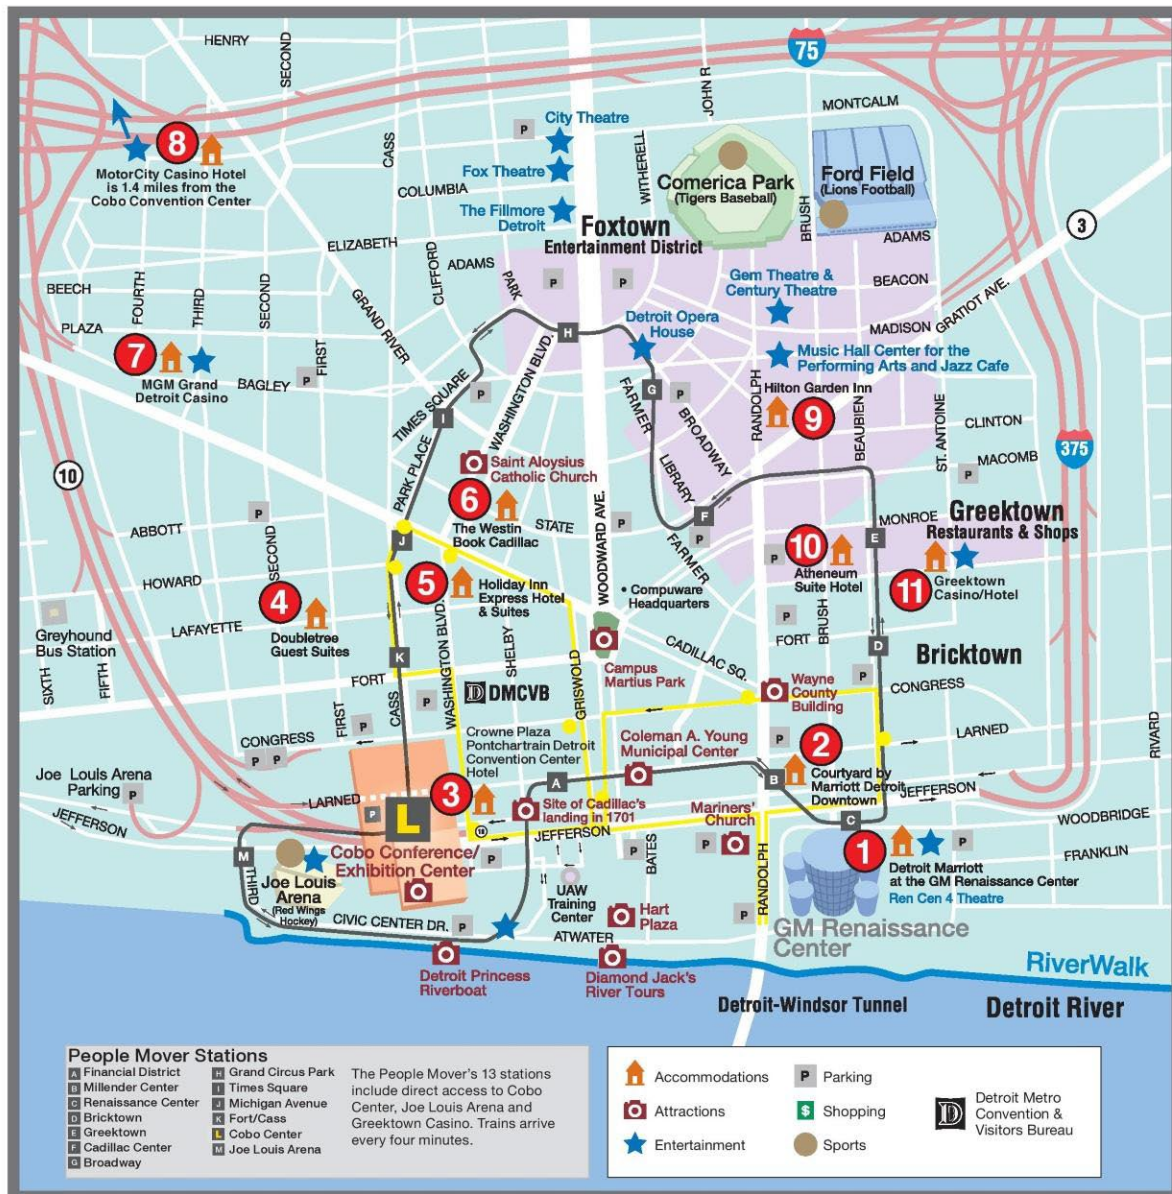 HENRY
SECOND
75
JOHN R
MONTCALM
8
MotorCity Casino Hotel
is 1.4 miles from the
Cobo Convention Center
CASS
P
City Theatre
Fox Theatre
The Fillmore
Detroit
COLUMBIA
WITHERELL
Comerica Park
(Tigers Baseball)
Ford Field
(Lions Football)
BRUSH
ADAMS
3
ELIZABETH
CLIFFORD
ADAMS
PARK
Foxtown
Entertainment District
P
P
BEECH
FOURTH
THIRD
SECOND
GRAND RIVER
Gem Theatre &
Century Theatre
BEACON
GRATIOT AVE.
MADISON
PLAZA
FIRST
H
Detroit Opera
House
Music Hall Center for the
Performing Arts and Jazz Cafe
7
MGM Grand
Detroit Casino
BAGLEY
P
TIMES SQUARE
P
WASHINGTON BLVD.
G
P
FARMER
BROADWAY
RANDOLPH
Hilton Garden Inn
9
BEAUBIEN
ST. ANTOINE
CLINTON
MACOMB
P
375
I
PARK PLACE
10
Saint Aloysius
Catholic Church
LIBRARY
6
The Westin
Book Cadillac
STATE
WOODWARD AVE.
P
F
P
FARMER
ABBOTT
P
SECOND
J
MONROE
Greektown
Restaurants & Shops
E
P
10
Atheneum
Suite Hotel
11
Greektown
Casino/Hotel
HOWARD
5
Holiday Inn
Express Hotel
& Suites
• Compuware
Headquarters
4
Doubletree
Guest Suites
LAFAYETTE
Greyhound
Bus Station
P
BRUSH
FORT
D
Bricktown
SIXTH
FIFTH
K
WASHINGTON BLVD.
SHELBY
GRISWOLD
CADILLAC SQ.
Campus
Martius Park
Wayne
County
Building
P
CONGRESS
FORT
CASS
P
D DMCVB
FIRST
P
CONGRESS
P
P
Crowne Plaza
Pontchartrain Detroit
Convention Center
Hotel
Coleman A. Young
Municipal Center
P
2
Courtyard by
Marriott Detroit
Downtown
LARNED
RIVARD
Joe Louis Arena
Parking
P
LARNED
P
L
3
A
B
JEFFERSON
Site of Cadillac's
landing in 1701
Mariners'
Church
JEFFERSON
JEFFERSON
C
WOODBRIDGE
Cobo Conference/
Exhibition Center
P
P
BATES
P
1
P
FRANKLIN
M
THIRD
Joe Louis
Arena
(Red Wings
Hockey)
UAW
Training
Center
RANDOLPH
Detroit Marriott
at the GM Renaissance Center
Ren Cen 4 Theatre
CIVIC CENTER DR.
P
Hart
Plaza
P
ATWATER
GM Renaissance
Center
Detroit Princess
Riverboat
Diamond Jack's
River Tours
RiverWalk
Detroit-Windsor Tunnel
Detroit River
People Mover Stations
A Financial District
B Millender Center
C Renaissance Center
D Bricktown
E Greektown
F Cadillac Center
G Broadway
H Grand Circus Park
I Times Square
J Michigan Avenue
K Fort/Cass
L Cobo Center
M Joe Louis Arena
The People Mover's 13 stations
include direct access to Cobo
Center, Joe Louis Arena and
Greektown Casino. Trains arrive
every four minutes.
Accommodations
Attractions
Entertainment
P Parking
$ Shopping
Sports
D Detroit Metro
Convention &
Visitors Bureau